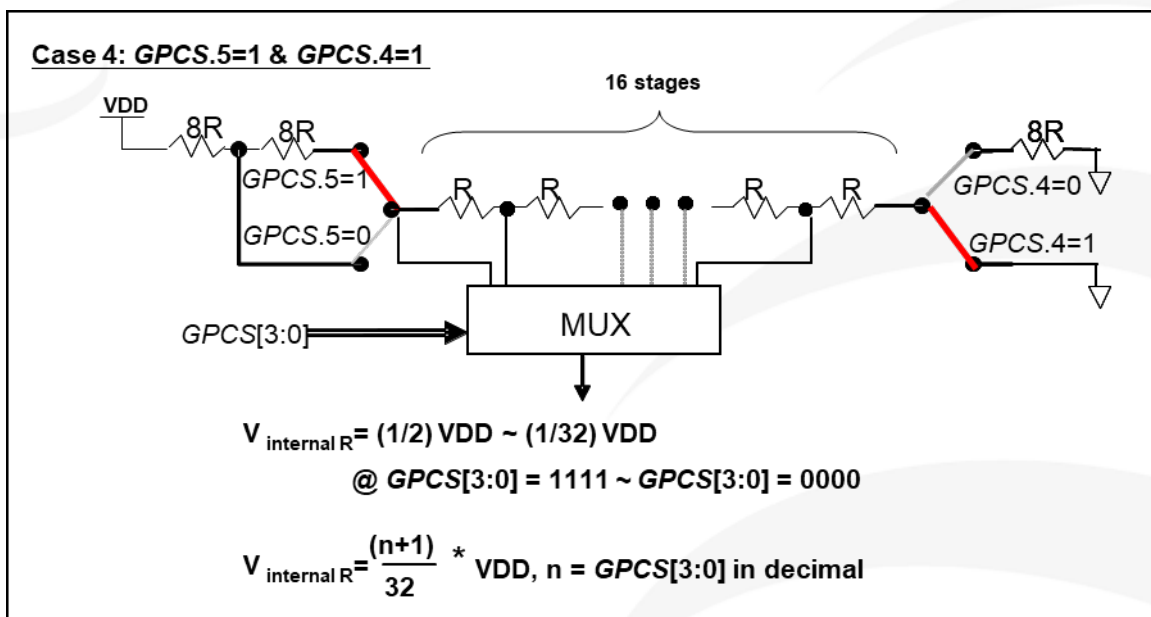 Case 4: GPCS.5=1 & GPCS.4=1
16 stages
VDD
8R
8R
8R
GPCS.5=1
R
R
R
R
GPCS.4=0
GPCS.5=0
GPCS.4=1
GPCS[3:0]
MUX
V internal R = (1/2) VDD ~ (1/32) VDD
@ GPCS[3:0] = 1111 ~ GPCS[3:0] = 0000
V internal R = (n+1)/32 * VDD, n = GPCS[3:0] in decimal